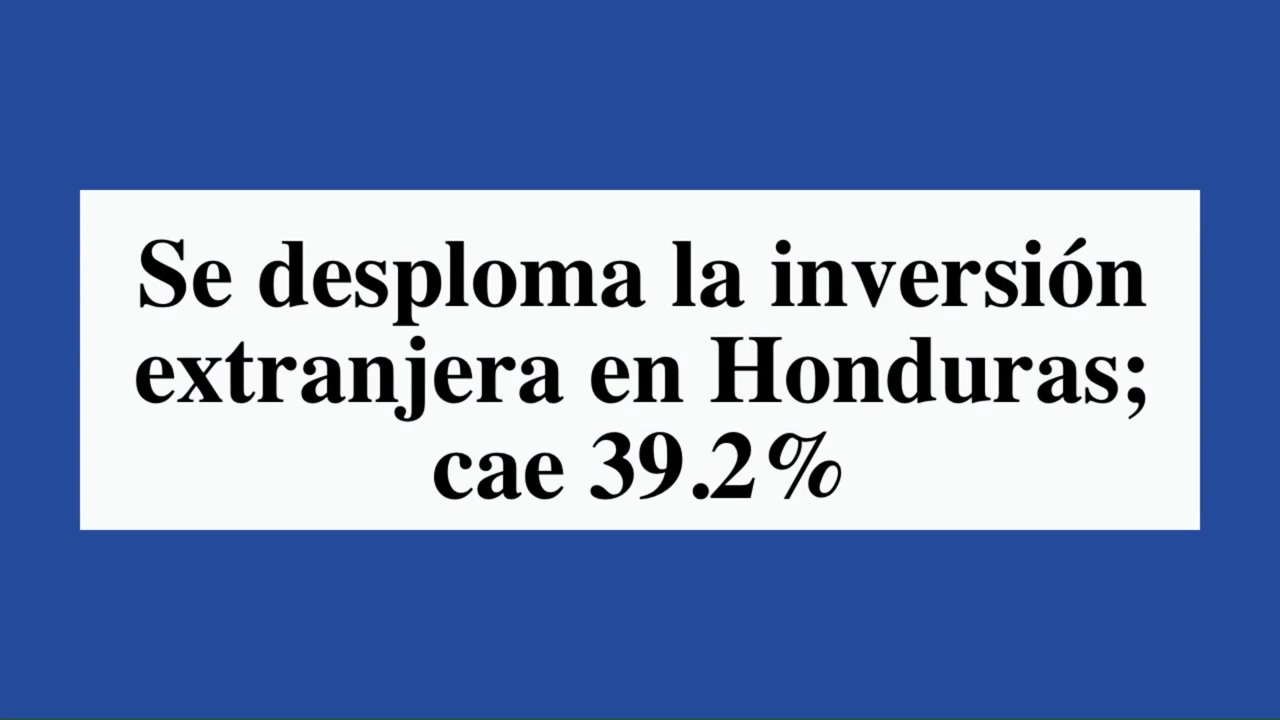 Se desploma la inversión
extranjera en Honduras;
cae 39.2%